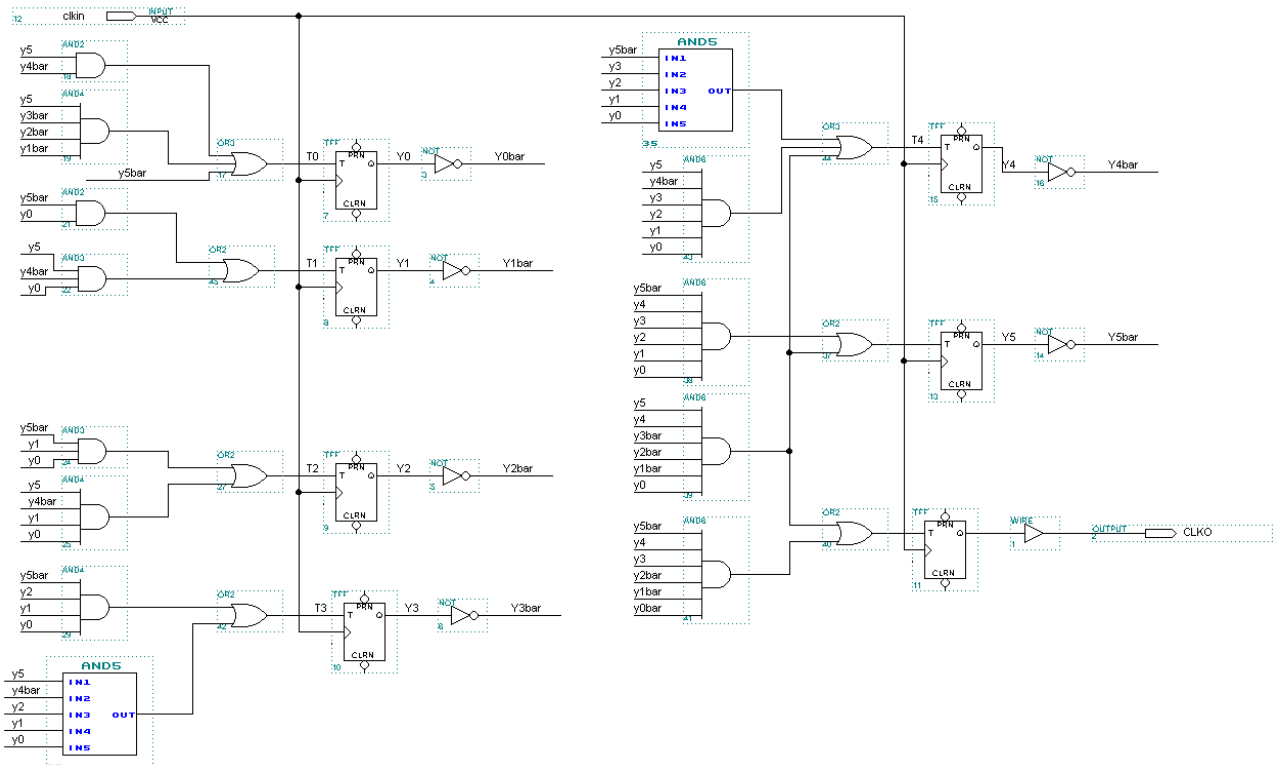 12 clkin INPUT VCC
y5 AND2
y4bar 18
y5 AND4
y3bar
y2bar
y1bar 19
y5bar
OR3 17
T0 TFF PRN T Q CLRN 7
Y0 NOT 3 Y0bar
y5bar AND2
y0 21
y5 AND3
y4bar
y0 22
OR2 45
T1 TFF PRN T Q CLRN 8
Y1 NOT 4 Y1bar
y5bar AND3
y1
y0 24
y5 AND4
y4bar
y1
y0 25
OR2 27
T2 TFF PRN T Q CLRN 9
Y2 NOT 5 Y2bar
y5bar AND4
y2
y1
y0 29
OR2 42
T3 TFF PRN T Q CLRN 10
Y3 NOT 6 Y3bar
AND5
y5 IN1
y4bar IN2
y2 IN3 OUT
y1 IN4
y0 IN5
AND5
y5bar IN1
y3 IN2
y2 IN3 OUT
y1 IN4
y0 IN5
35
y5 AND6
y4bar
y3
y2
y1
y0 43
OR3 44
T4 TFF PRN T Q CLRN 15
Y4 NOT 16 Y4bar
y5bar AND6
y4
y3
y2
y1
y0 38
OR2 37
TFF PRN T Q CLRN 13
Y5 NOT 14 Y5bar
y5 AND6
y4
y3bar
y2bar
y1bar
y0 39
y5bar AND6
y4
y3
y2bar
y1bar
y0bar 41
OR2 40
TFF PRN T Q CLRN 11
WIRE 1
OUTPUT 2 CLKO